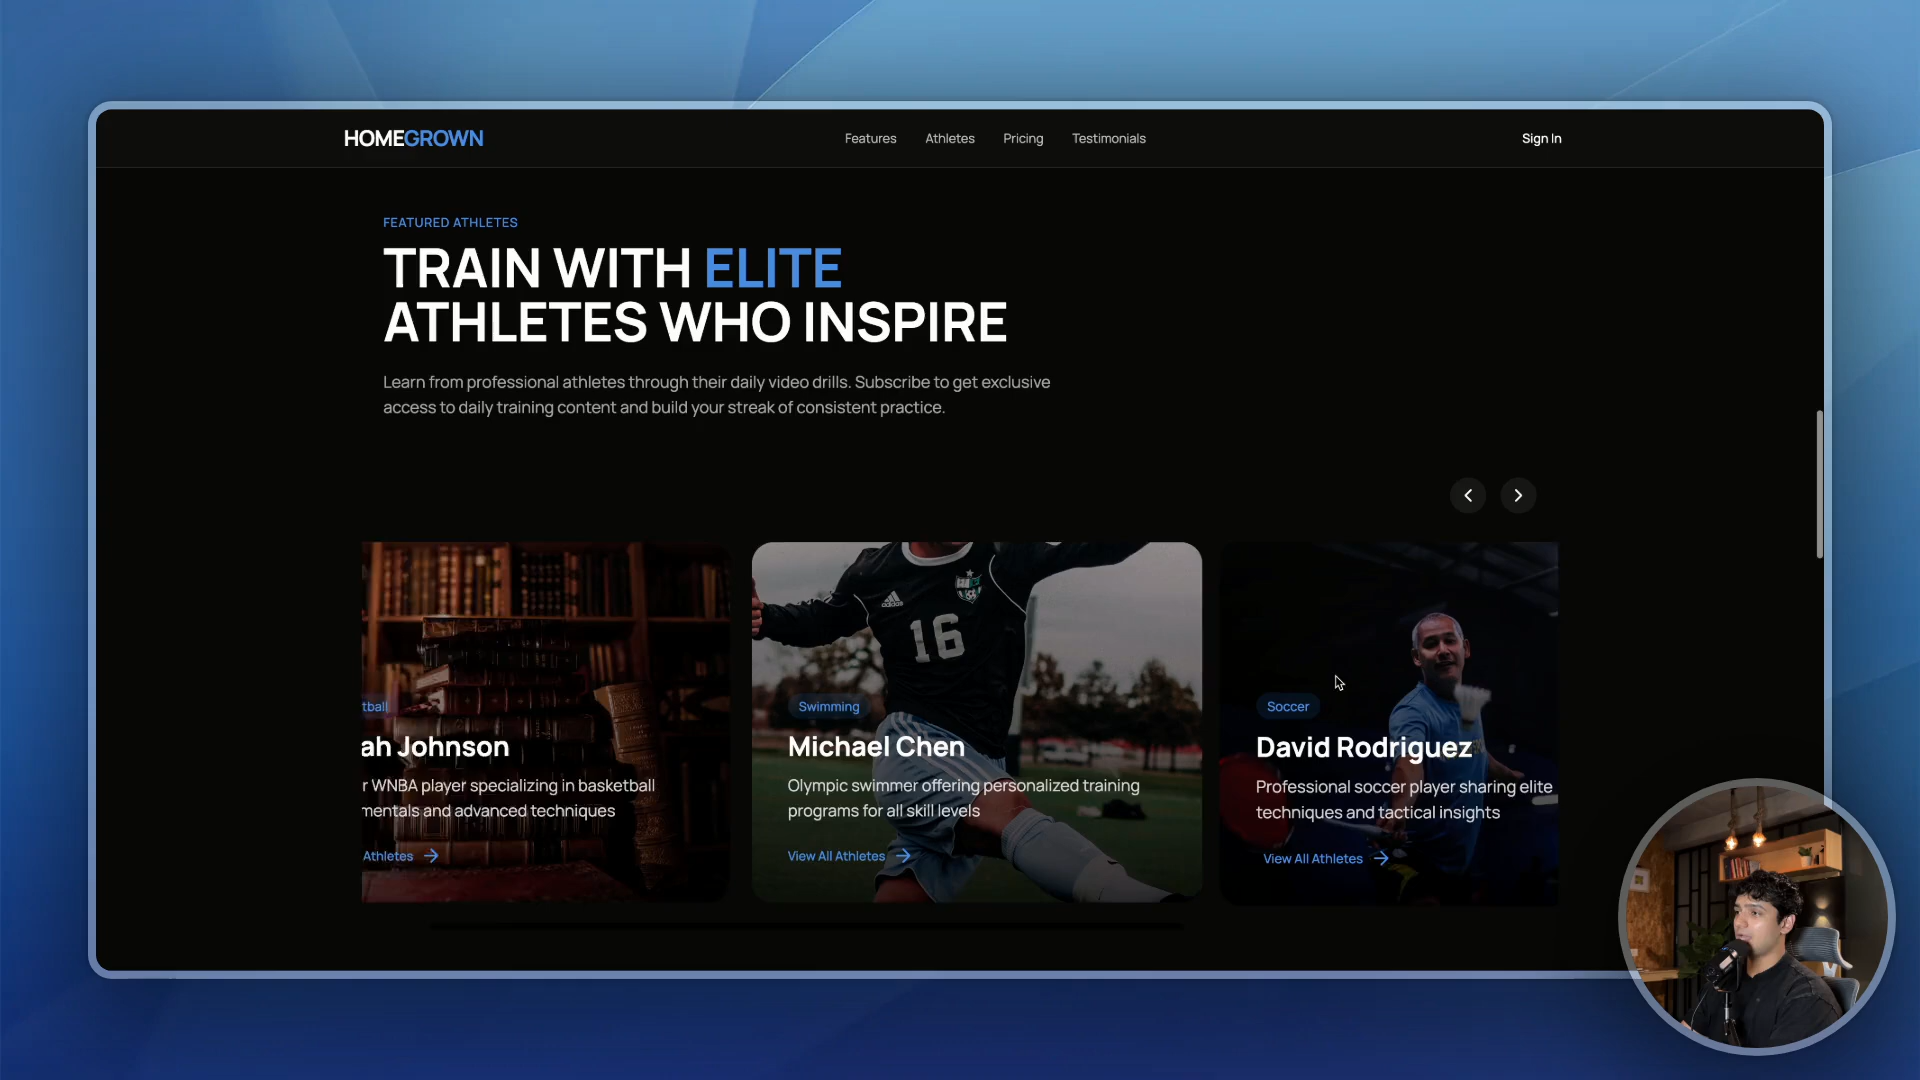 HOMEGROWN
Features
Athletes
Pricing
Testimonials
Sign In
FEATURED ATHLETES
TRAIN WITH ELITE
ATHLETES WHO INSPIRE
Learn from professional athletes through their daily video drills. Subscribe to get exclusive
access to daily training content and build your streak of consistent practice.
tball
ah Johnson
r WNBA player specializing in basketball
mentals and advanced techniques
Athletes
adidas
16
Swimming
Michael Chen
Olympic swimmer offering personalized training
programs for all skill levels
View All Athletes
Soccer
David Rodriguez
Professional soccer player sharing elite
techniques and tactical insights
View All Athletes